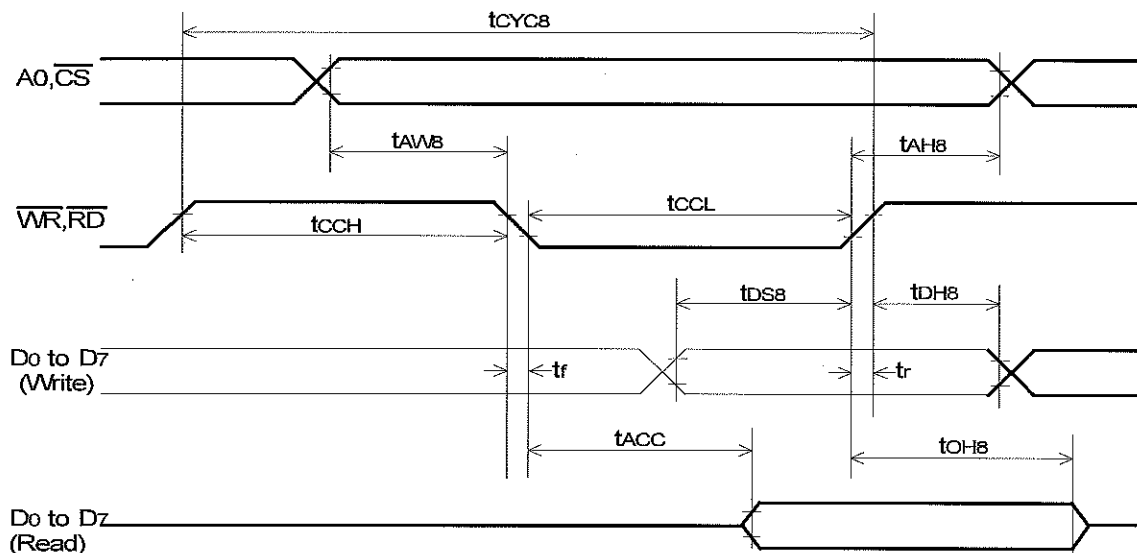 tCYC8
A0,CS
tAW8
tAH8
WR,RD
tCCH
tCCL
tDS8
tDH8
D0 to D7
(Write)
tf
tr
tACC
tOH8
D0 to D7
(Read)